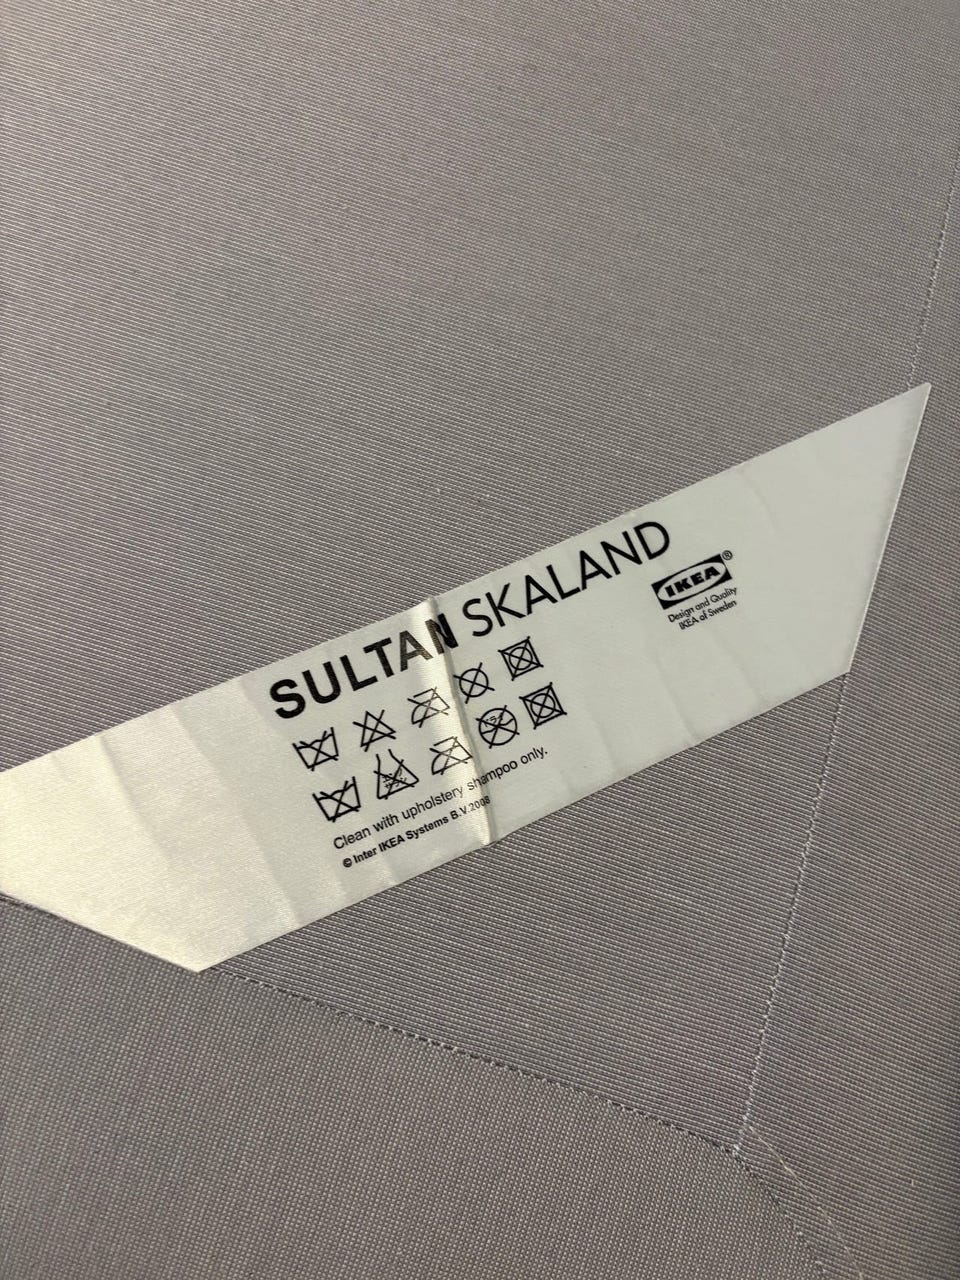 SULTAN SKALAND
IKEA®
Design and Quality
IKEA of Sweden
Clean with upholstery shampoo only.
© Inter IKEA Systems B.V. 2008